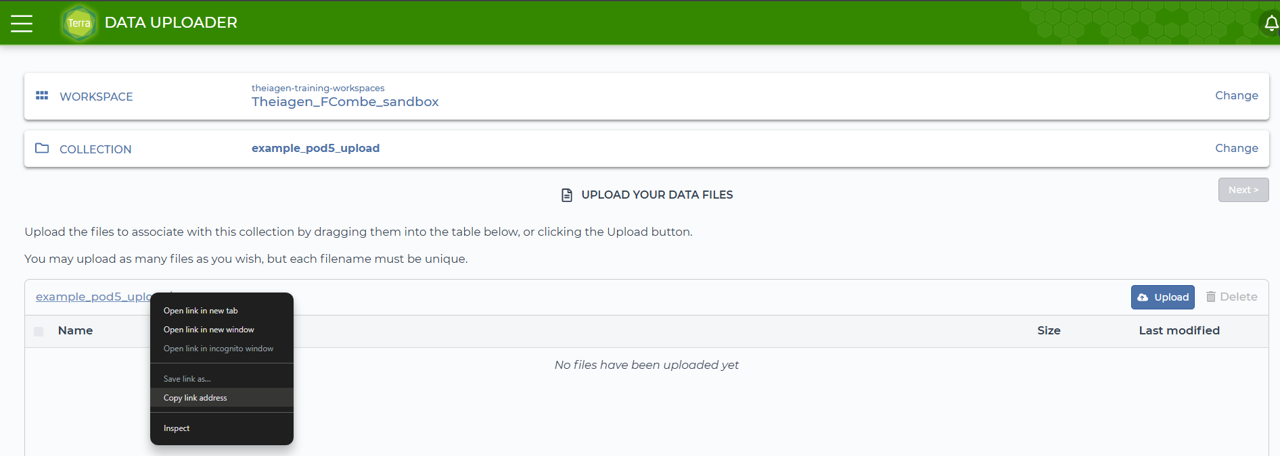 Terra DATA UPLOADER
WORKSPACE
theiagen-training-workspaces
Theiagen_FCombe_sandbox
Change
COLLECTION
example_pod5_upload
Change
UPLOAD YOUR DATA FILES
Next >
Upload the files to associate with this collection by dragging them into the table below, or clicking the Upload button.
You may upload as many files as you wish, but each filename must be unique.
Upload
Delete
Name
Size
Last modified
No files have been uploaded yet
Open link in new tab
Open link in new window
Open link in incognito window
Save link as...
Copy link address
Inspect